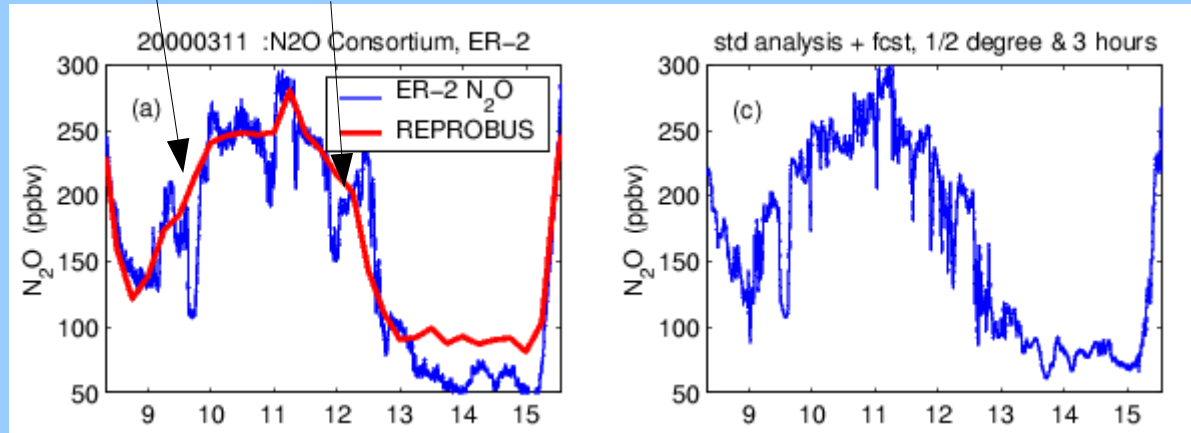 20000311 :N2O Consortium, ER-2
300
250
200
150
100
50
N2O (ppbv)
(a)
ER-2 N2O
REPROBUS
9 10 11 12 13 14 15
std analysis + fcst, 1/2 degree & 3 hours
300
250
200
150
100
50
N2O (ppbv)
(c)
9 10 11 12 13 14 15